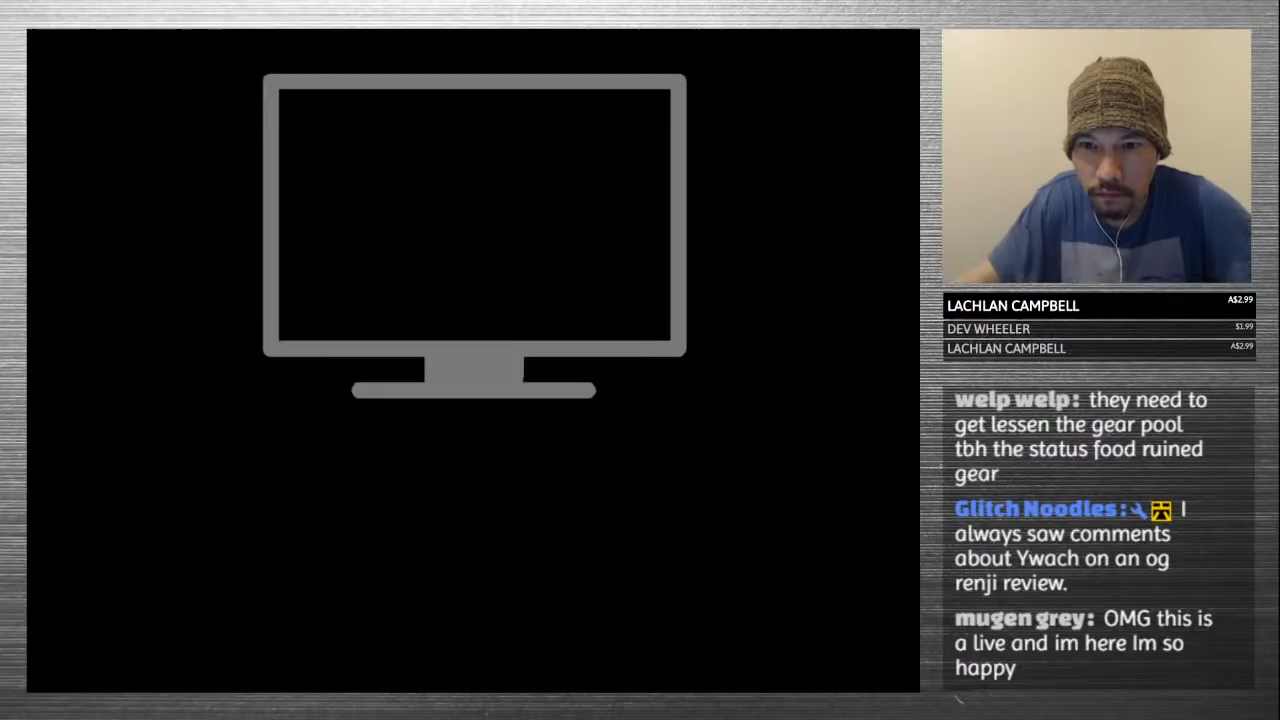 LACHLAN CAMPBELL A$2.99
DEV WHEELER $1.99
LACHLAN CAMPBELL A$2.99
welp welp: they need to
get lessen the gear pool
tbh the status food ruined
gear
Glitch Noodles: I
always saw comments
about Ywach on an og
renji review.
mugen grey: OMG this is
a live and im here Im so
happy